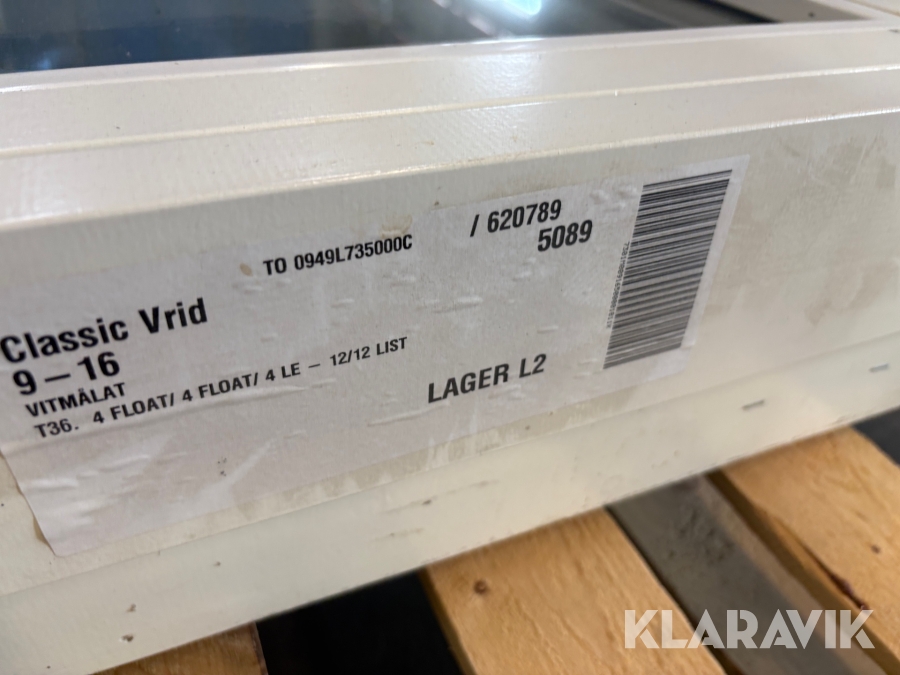 TO 0949L735000C
/ 620789
5089
Classic Vrid
9-16
VITMÅLAT
T36. 4 FLOAT/ 4 FLOAT/ 4 LE - 12/12 LIST
LAGER L2
KLARAVIK